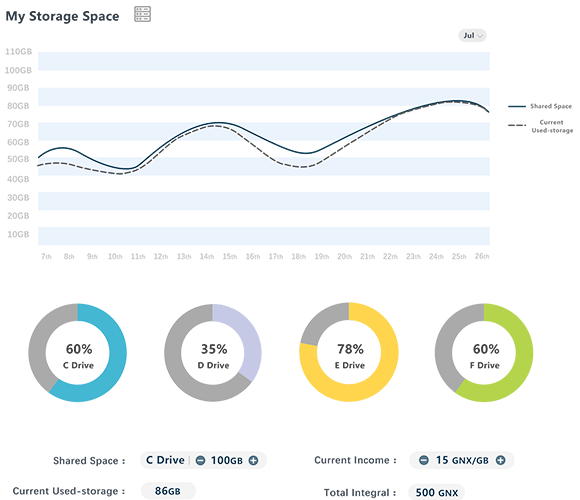 My Storage Space
Jul
110GB
100GB
90GB
80GB
70GB
60GB
50GB
40GB
30GB
20GB
10GB
7th 8th 9th 10th 11th 12th 13th 14th 15th 16th 17th 18th 19th 20th 21th 22th 23th 24th 25th 26th
Shared Space
Current
Used-storage
60%
C Drive
35%
D Drive
78%
E Drive
60%
F Drive
Shared Space : C Drive 100GB
Current Income : 15 GNX/GB
Current Used-storage : 86GB
Total Integral : 500 GNX